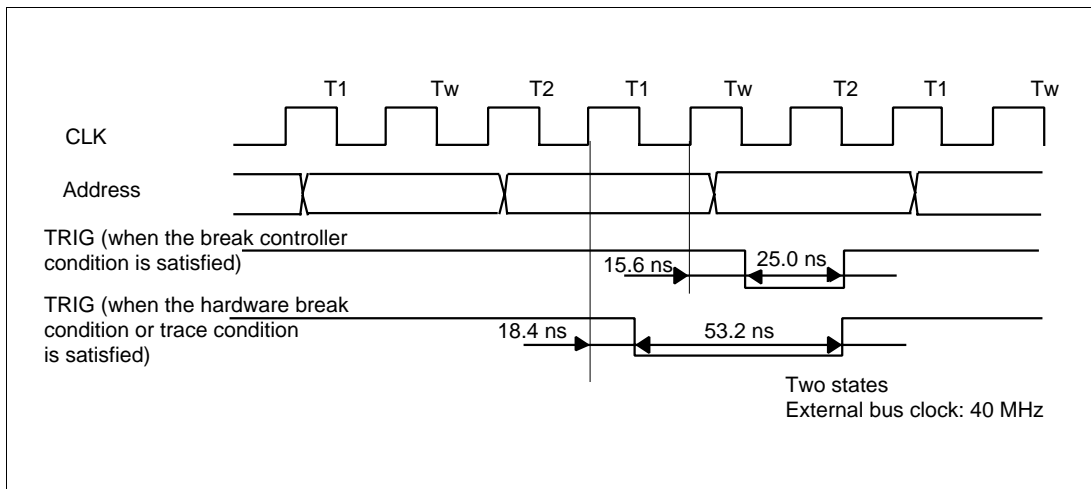 T1 Tw T2 T1 Tw T2 T1 Tw
CLK
Address
TRIG (when the break controller
condition is satisfied)
15.6 ns
25.0 ns
TRIG (when the hardware break
condition or trace condition
is satisfied)
18.4 ns
53.2 ns
Two states
External bus clock: 40 MHz